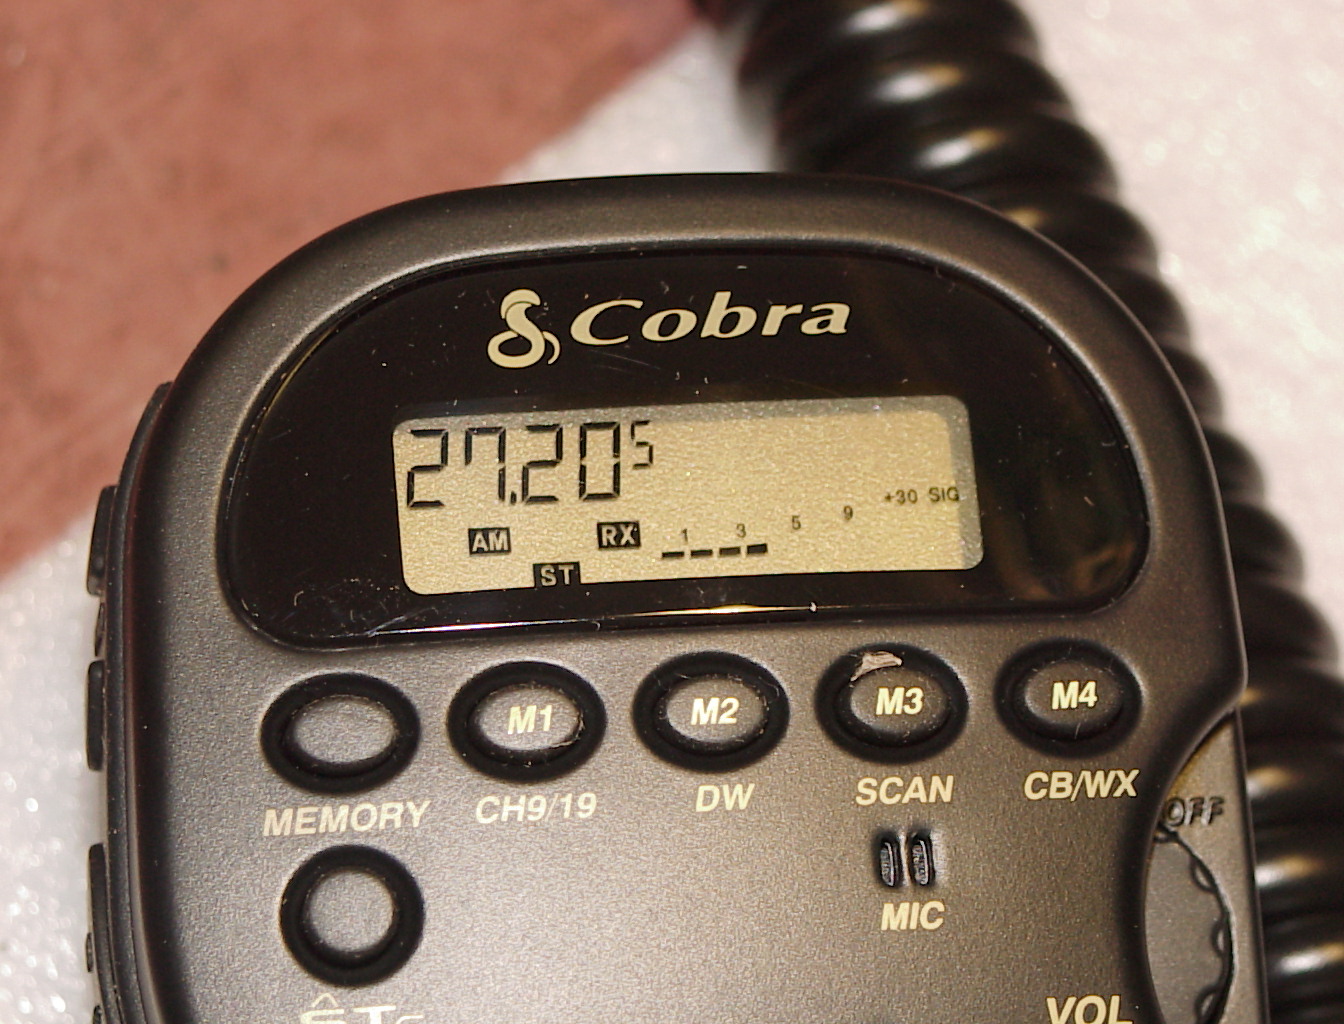 Cobra
27.205
+30 SIG
1 3 5 9
AM RX
ST
M1 M2 M3 M4
MEMORY CH9/19 DW SCAN CB/WX
OFF
MIC
VOL